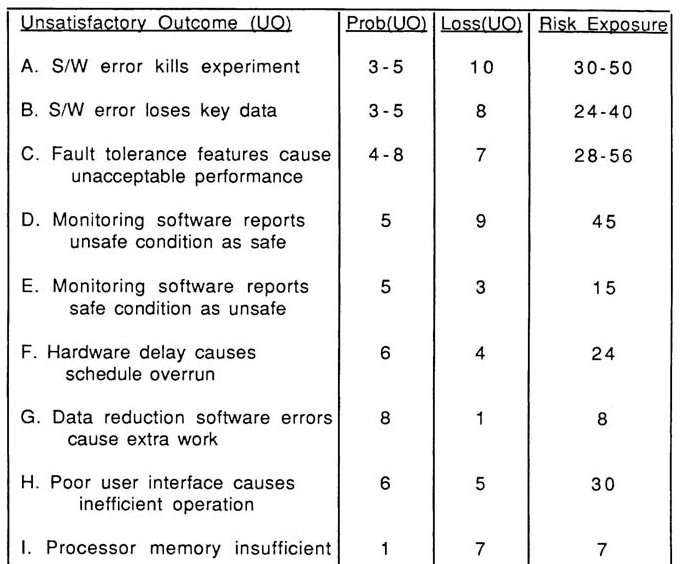 Unsatisfactory Outcome (UO) Prob(UO) Loss(UO) Risk Exposure
A. S/W error kills experiment 3-5 10 30-50
B. S/W error loses key data 3-5 8 24-40
C. Fault tolerance features cause 4-8 7 28-56
unacceptable performance
D. Monitoring software reports 5 9 45
unsafe condition as safe
E. Monitoring software reports 5 3 15
safe condition as unsafe
F. Hardware delay causes 6 4 24
schedule overrun
G. Data reduction software errors 8 1 8
cause extra work
H. Poor user interface causes 6 5 30
inefficient operation
I. Processor memory insufficient 1 7 7